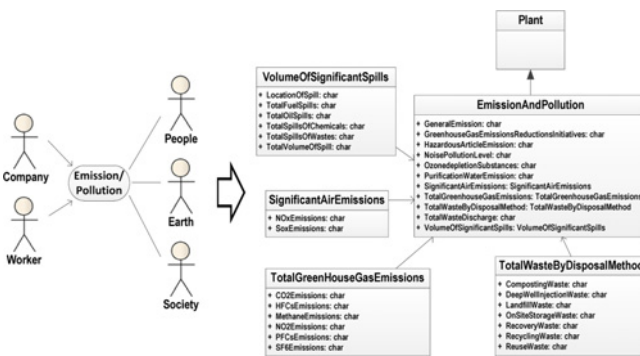 Company
Worker
Emission/
Pollution
People
Earth
Society
VolumeOfSignificantSpills
+ LocationOfSpill: char
+ TotalFuelSpills: char
+ TotalOilSpills: char
+ TotalSpillsOfChemicals: char
+ TotalSpillsOfWastes: char
+ TotalVolumeOfSpill: char
SignificantAirEmissions
+ NOxEmissions: char
+ SoxEmissions: char
TotalGreenHouseGasEmissions
+ CO2Emissions: char
+ HFCsEmissions: char
+ MethaneEmissions: char
+ NO2Emissions: char
+ PFCsEmissions: char
+ SF6Emissions: char
Plant
EmissionAndPollution
+ GeneralEmission: char
+ GreenhouseGasEmissionsReductionsInitiatives: char
+ HazardousArticleEmission: char
+ NoisePollutionLevel: char
+ OzonedepletionSubstances: char
+ PurificationWaterEmission: char
+ SignificantAirEmissions: SignificantAirEmissions
+ TotalGreenhouseGasEmissions: TotalGreenhouseGasEmissions
+ TotalWasteByDisposalMethod: TotalWasteByDisposalMethod
+ TotalWasteDischarge: char
+ VolumeOfSignificantSpills: VolumeOfSignificantSpills
TotalWasteByDisposalMethod
+ CompostingWaste: char
+ DeepWellInjectionWaste: char
+ LandfillWaste: char
+ OnSiteStorageWaste: char
+ RecoveryWaste: char
+ RecyclingWaste: char
+ ReuseWaste: char